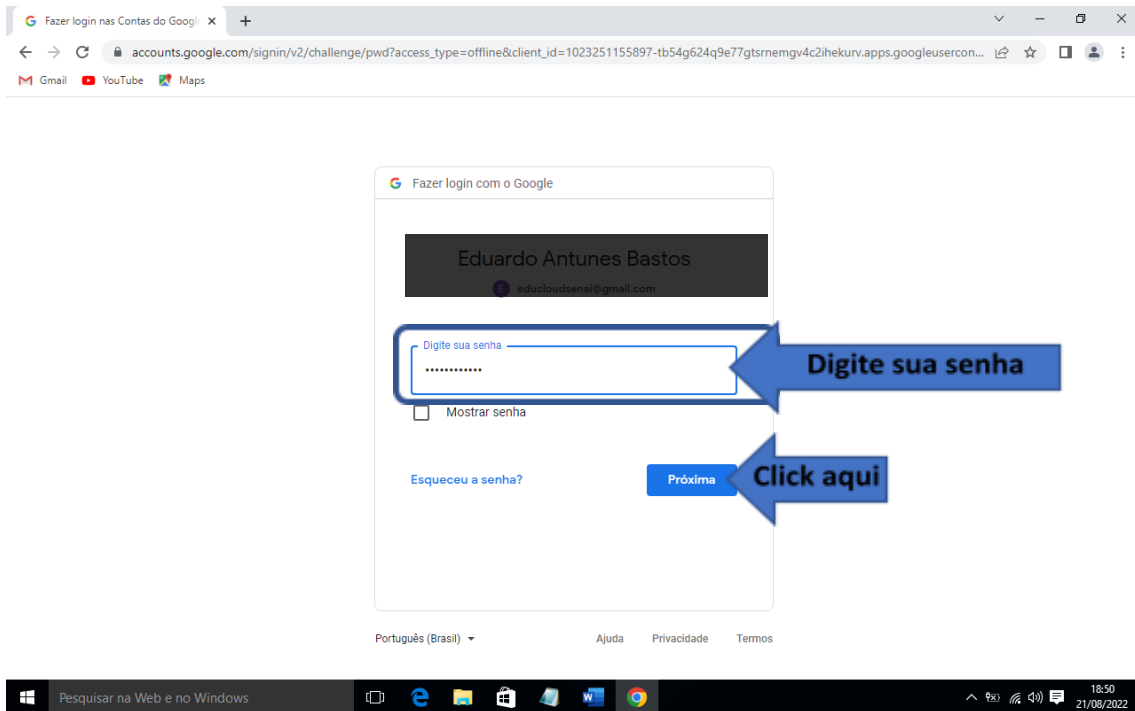 Fazer login nas Contas do Googl
accounts.google.com/signin/v2/challenge/pwd?access_type=offline&client_id=1023251155897-tb54g624q9e77gtsrnemgv4c2ihekurv.apps.googleusercon...
Gmail YouTube Maps
Fazer login com o Google
Eduardo Antunes Bastos
E educloudsenai@gmail.com
Digite sua senha
Digite sua senha
Mostrar senha
Esqueceu a senha?
Próxima
Click aqui
Português (Brasil) Ajuda Privacidade Termos
Pesquisar na Web e no Windows
18:50
21/08/2022